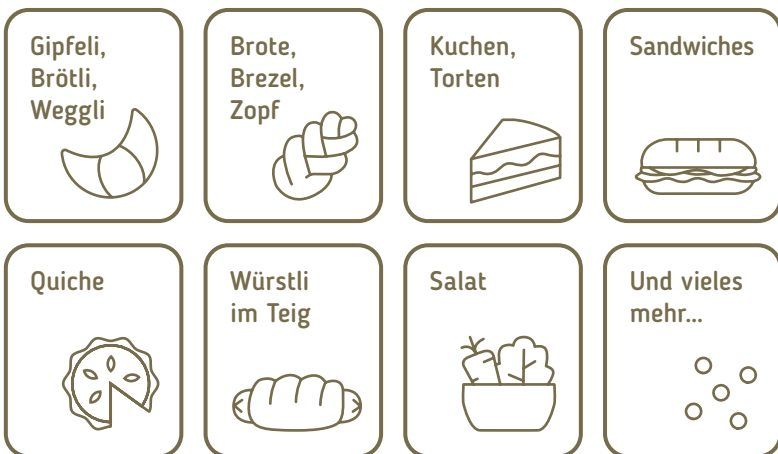 Gipfeli,
Brötli,
Weggli
Brote,
Brezel,
Zopf
Kuchen,
Torten
Sandwiches
Quiche
Würstli
im Teig
Salat
Und vieles
mehr...